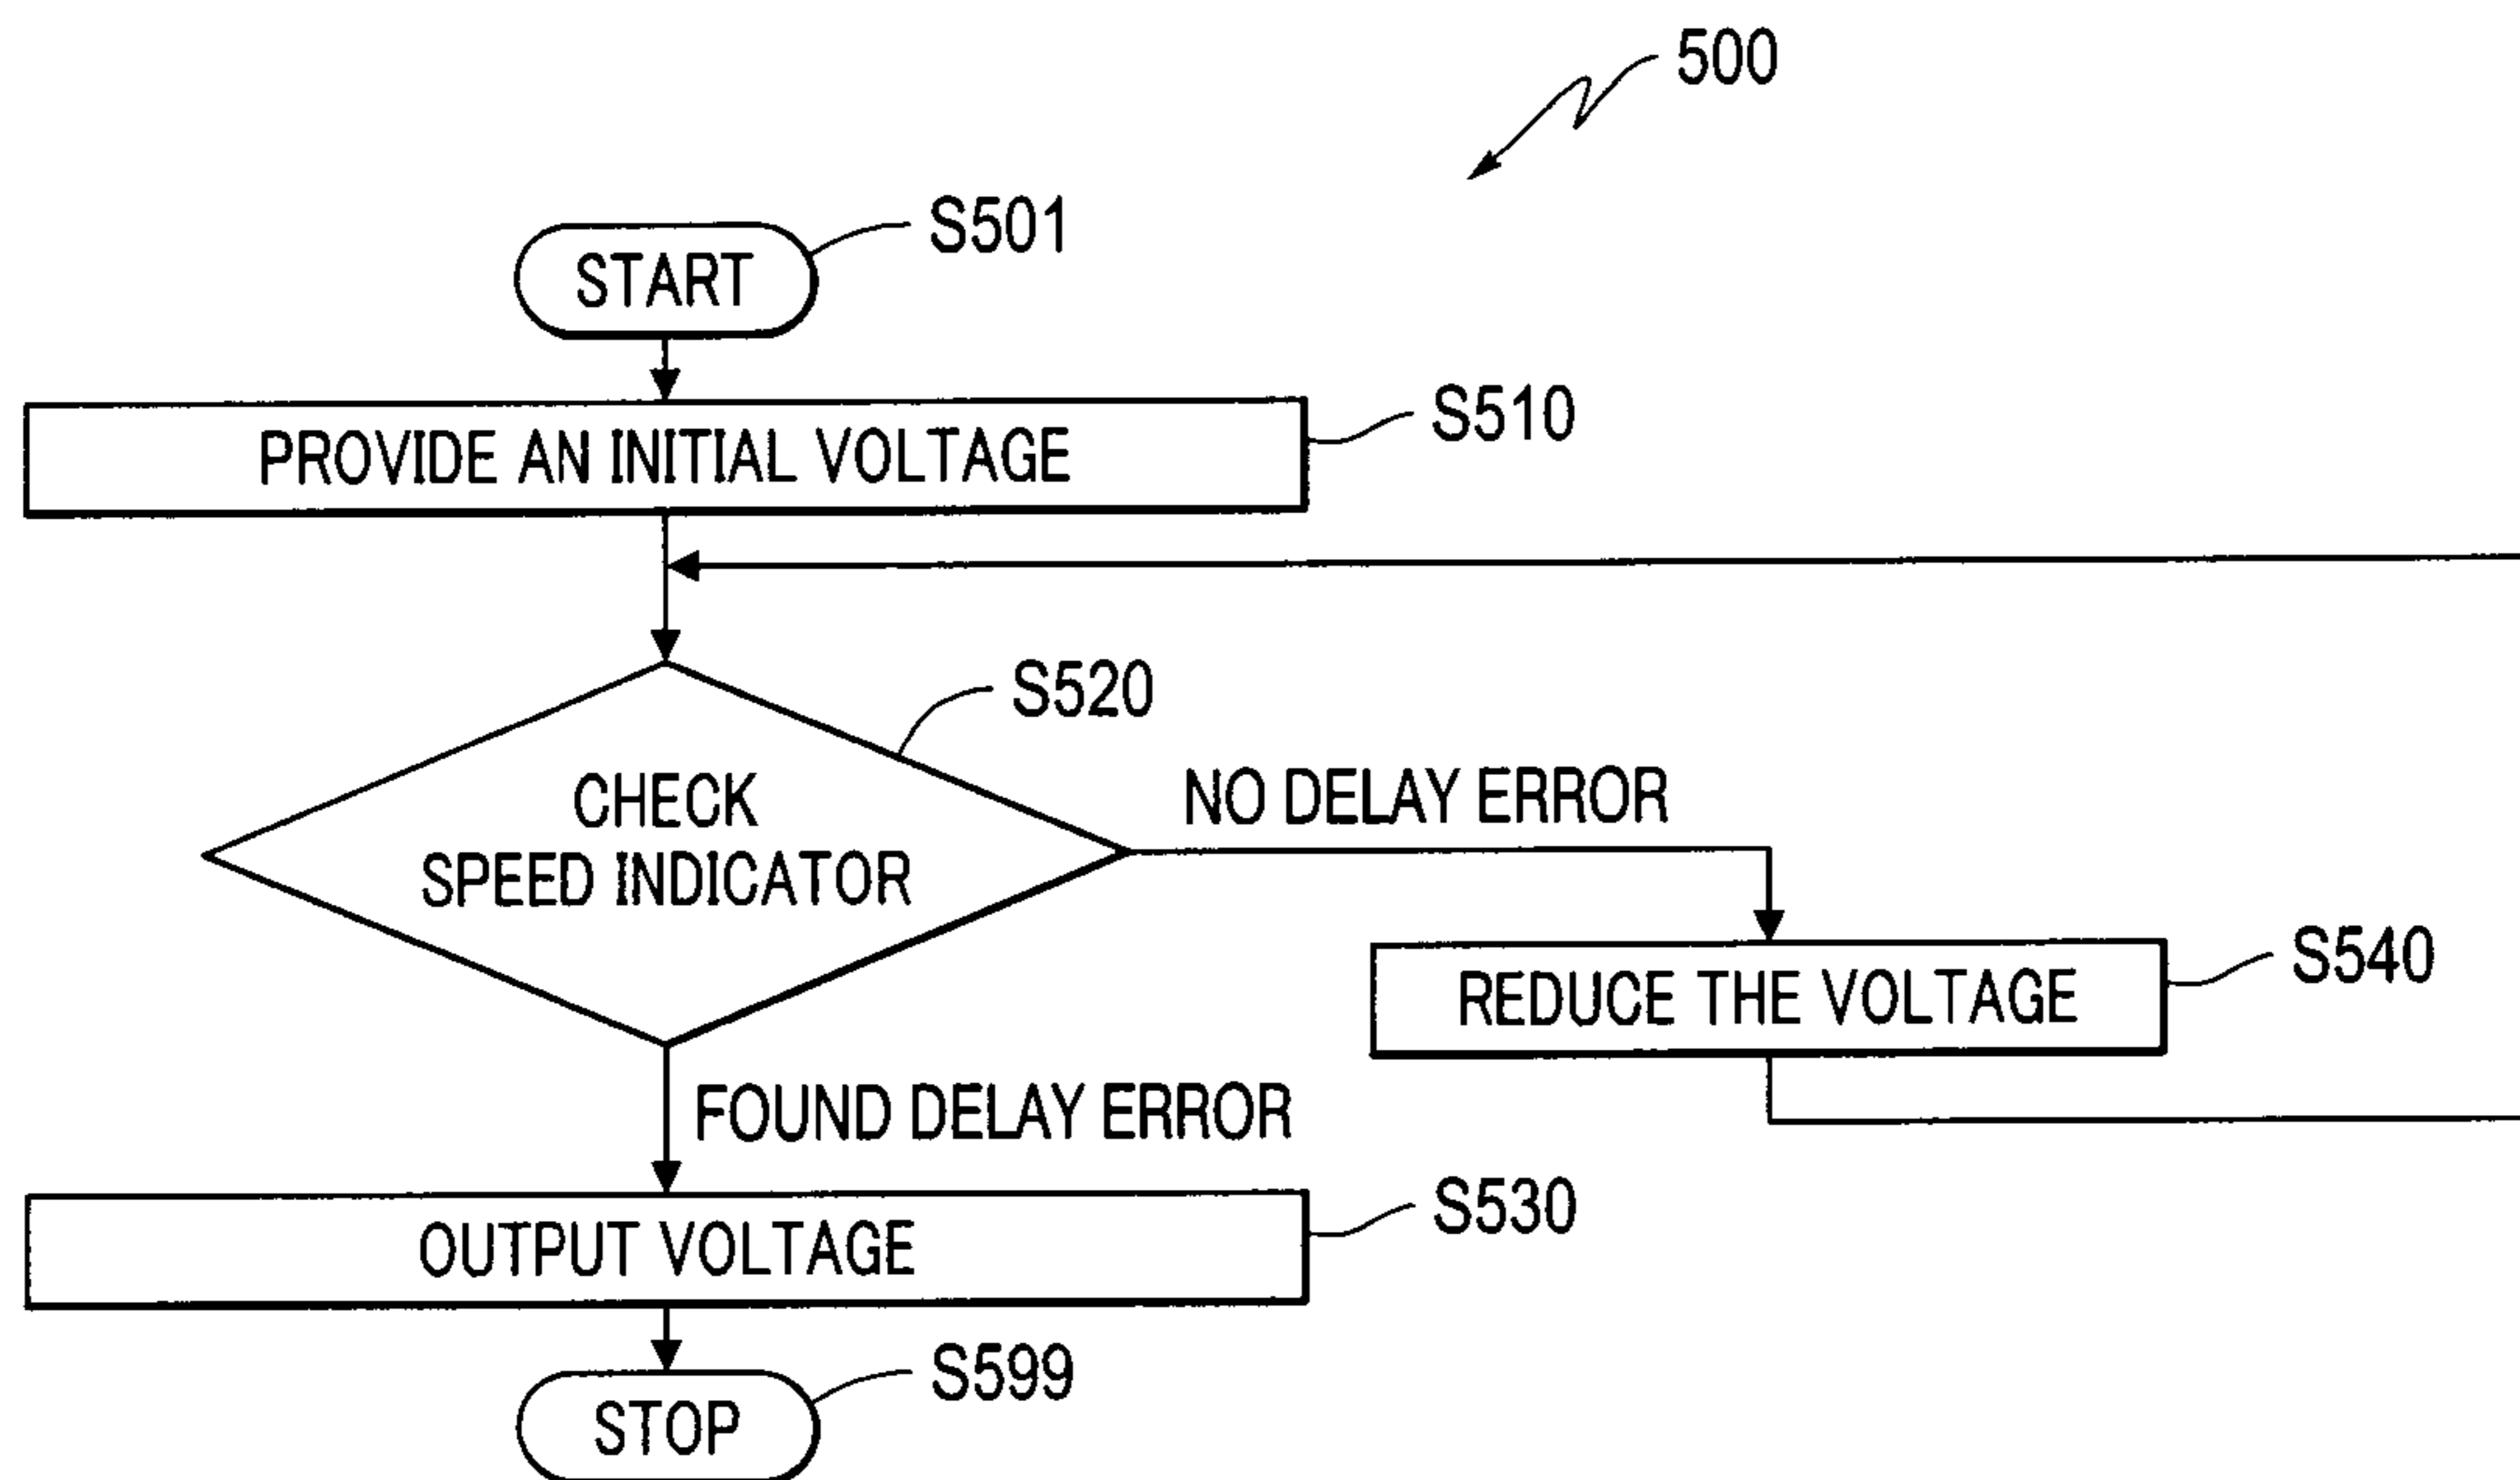 500
S501
START
S510
PROVIDE AN INITIAL VOLTAGE
S520
CHECK
SPEED INDICATOR
NO DELAY ERROR
S540
REDUCE THE VOLTAGE
FOUND DELAY ERROR
S530
OUTPUT VOLTAGE
S599
STOP